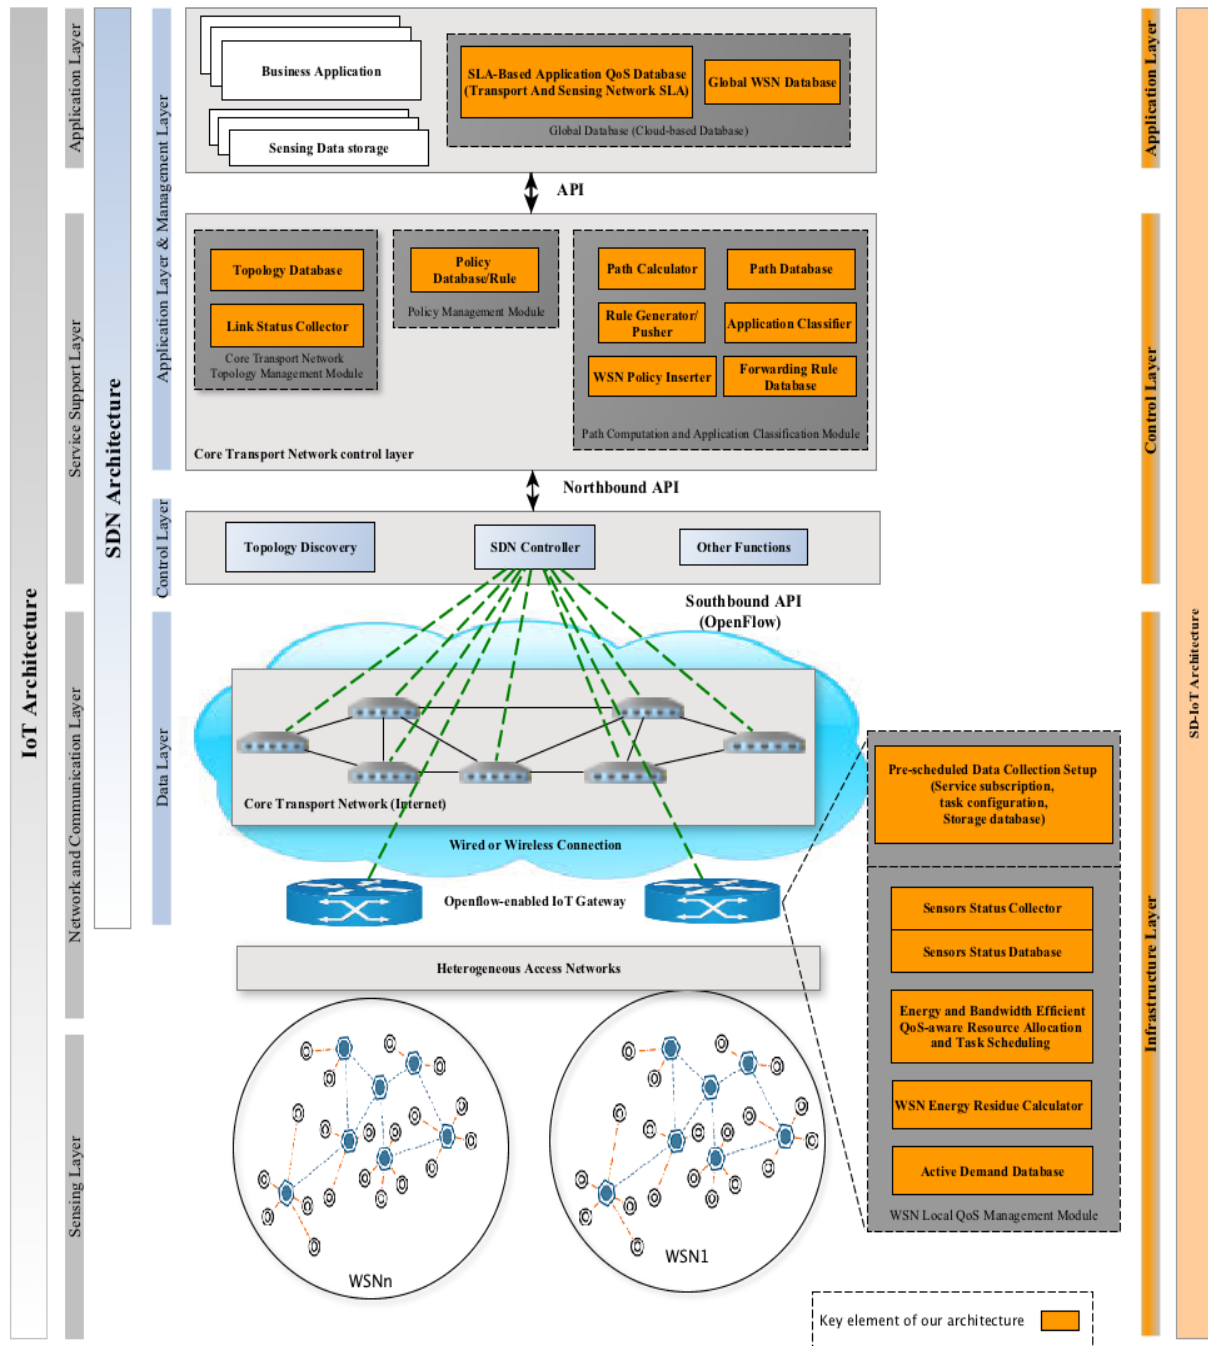 IoT Architecture
Application Layer
Service Support Layer
Network and Communication Layer
Sensing Layer
SDN Architecture
Application Layer & Management Layer
Control Layer
Data Layer
Business Application
Sensing Data storage
SLA-Based Application QoS Database
(Transport And Sensing Network SLA)
Global WSN Database
Global Database (Cloud-based Database)
API
Topology Database
Link Status Collector
Core Transport Network
Topology Management Module
Policy
Database/Rule
Policy Management Module
Path Calculator
Path Database
Rule Generator/
Pusher
Application Classifier
WSN Policy Inserter
Forwarding Rule
Database
Path Computation and Application Classification Module
Core Transport Network control layer
Northbound API
Topology Discovery
SDN Controller
Other Functions
Southbound API
(OpenFlow)
Core Transport Network (Internet)
Wired or Wireless Connection
Openflow-enabled IoT Gateway
Heterogeneous Access Networks
WSNn
WSN1
Pre-scheduled Data Collection Setup
(Service subscription,
task configuration,
Storage database)
Sensors Status Collector
Sensors Status Database
Energy and Bandwidth Efficient
QoS-aware Resource Allocation
and Task Scheduling
WSN Energy Residue Calculator
Active Demand Database
WSN Local QoS Management Module
Key element of our architecture
Application Layer
Control Layer
Infrastructure Layer
SD-IoT Architecture